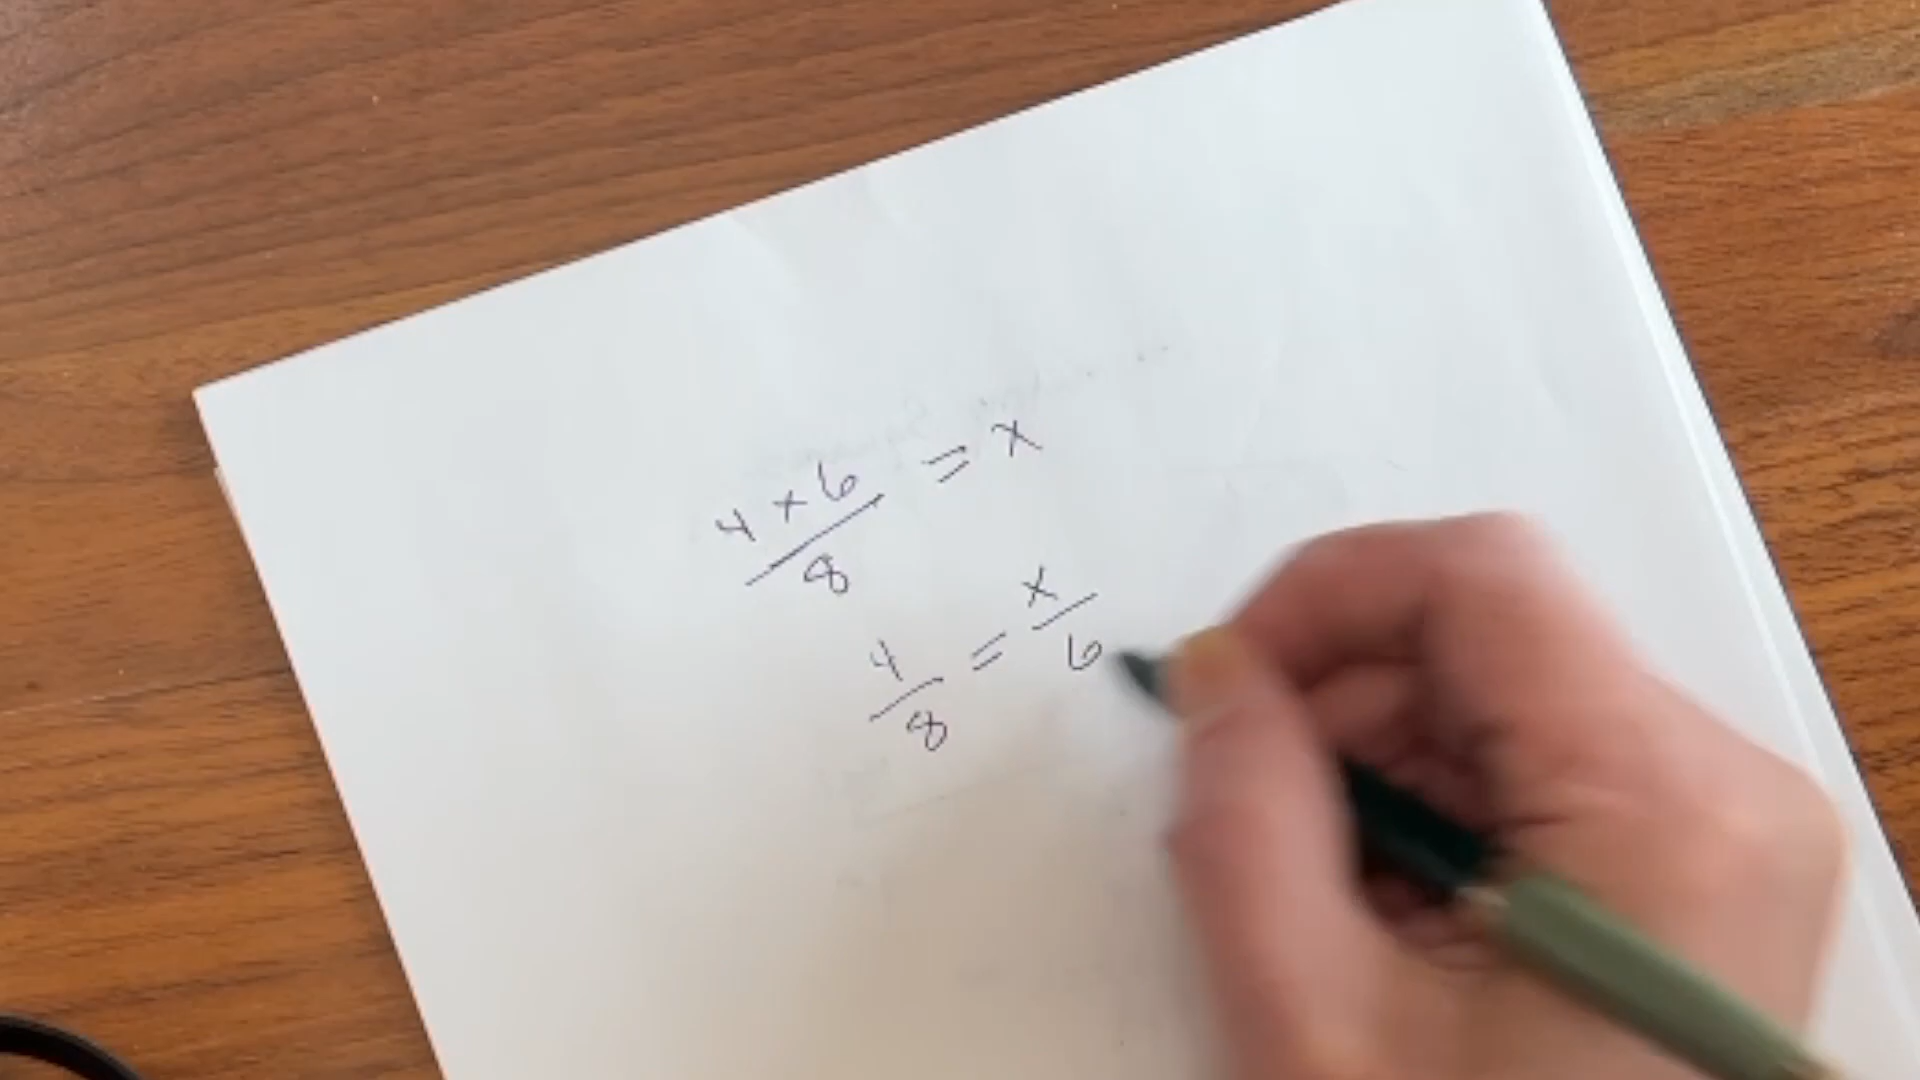 4 × 6 / 8 = x
4 / 8 = x / 6